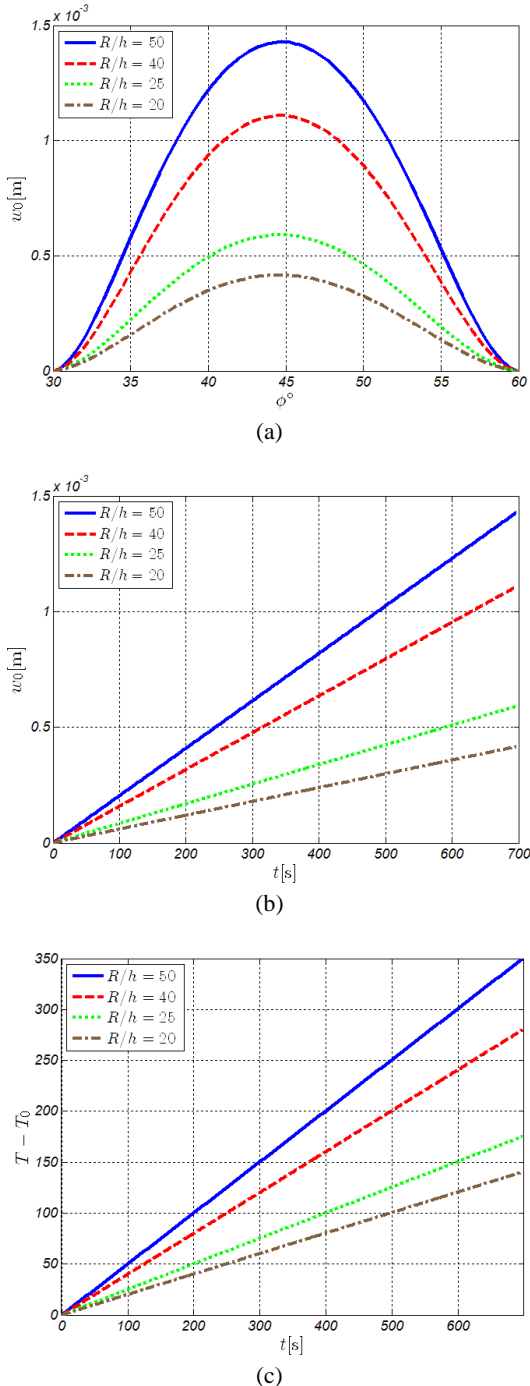 1.5 x 10⁻³
R/h = 50
R/h = 40
R/h = 25
R/h = 20
1
0.5
0
w₀[m]
30 35 40 45 50 55 60
ϕ°
(a)
1.5 x 10⁻³
R/h = 50
R/h = 40
R/h = 25
R/h = 20
1
0.5
0
w₀[m]
0 100 200 300 400 500 600 700
t[s]
(b)
350
R/h = 50
R/h = 40
R/h = 25
R/h = 20
300
250
200
150
100
50
0
T − T₀
0 100 200 300 400 500 600
t[s]
(c)